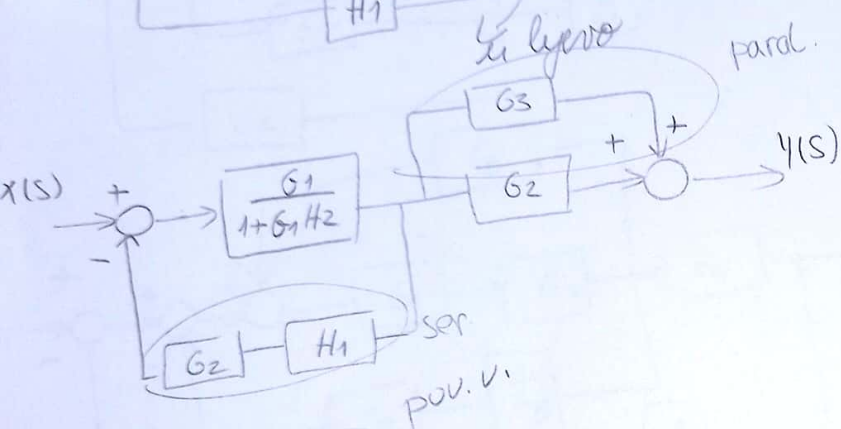 H1
lijevo
paral.
G3
+
+
x(s)
+
G1
1+G1H2
G2
y(s)
-
G2
H1
ser
pov. v.